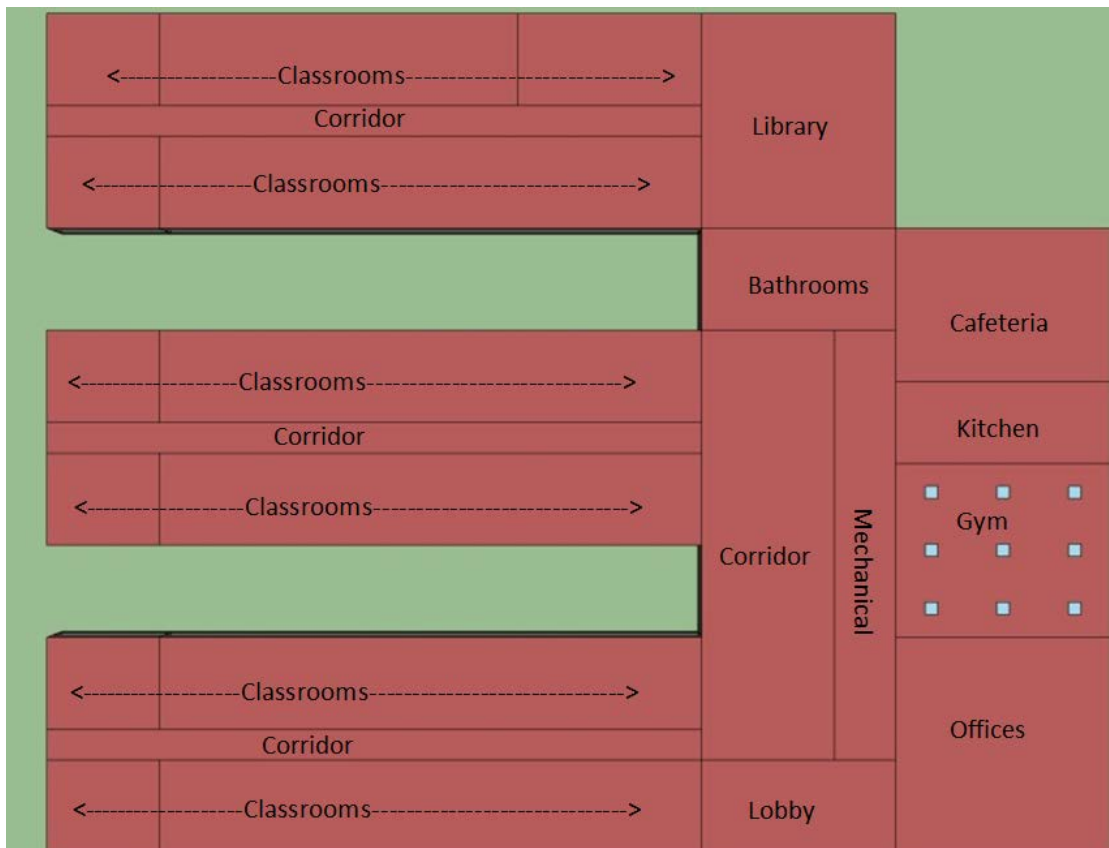 <--------------------Classrooms---------------------------------->
Corridor
Library
<--------------------Classrooms---------------------------------->
Bathrooms
Cafeteria
<--------------------Classrooms--------------------------------->
Kitchen
Corridor
<--------------------Classrooms---------------------------------->
Gym
Corridor
Mechanical
<--------------------Classrooms--------------------------------->
Offices
Corridor
<--------------------Classrooms---------------------------------->
Lobby